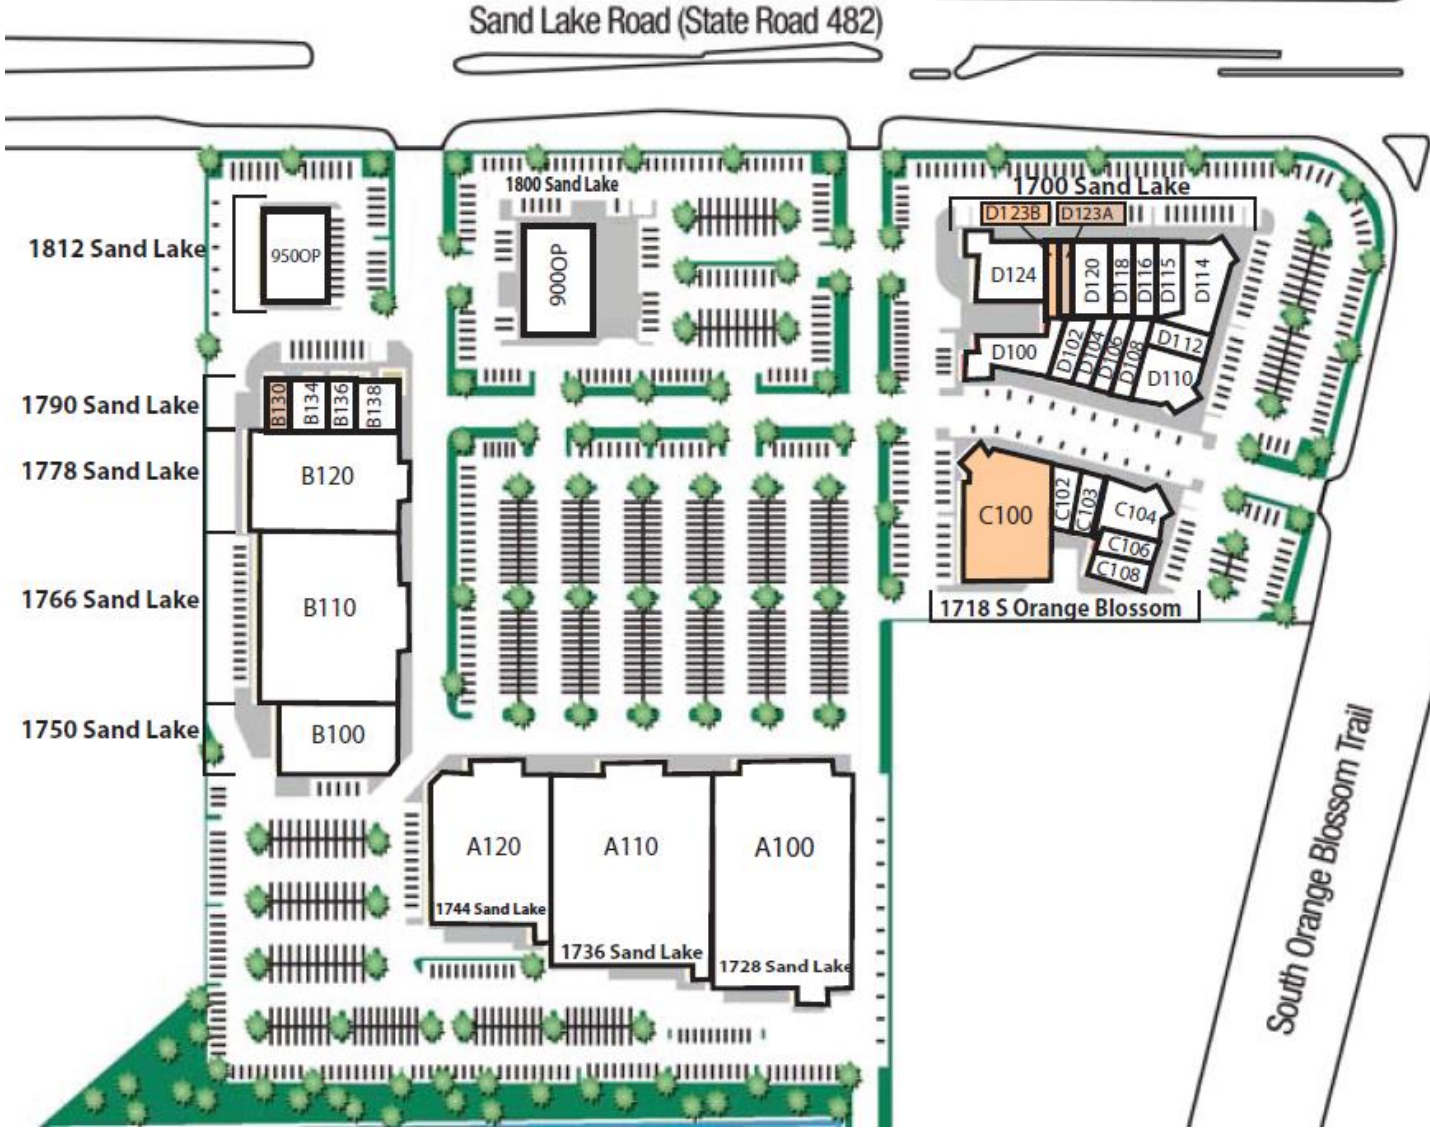 Sand Lake Road (State Road 482)
1800 Sand Lake
1700 Sand Lake
D123B
D123A
1812 Sand Lake
950OP
900OP
D124
D120
D118
D116
D115
D114
D100
D102
D104
D106
D108
D112
D110
1790 Sand Lake
B130
B134
B136
B138
1778 Sand Lake
B120
C100
C102
C103
C104
C106
C108
1766 Sand Lake
B110
1718 S Orange Blossom
1750 Sand Lake
B100
A120
A110
A100
1744 Sand Lake
1736 Sand Lake
1728 Sand Lake
South Orange Blossom Trail